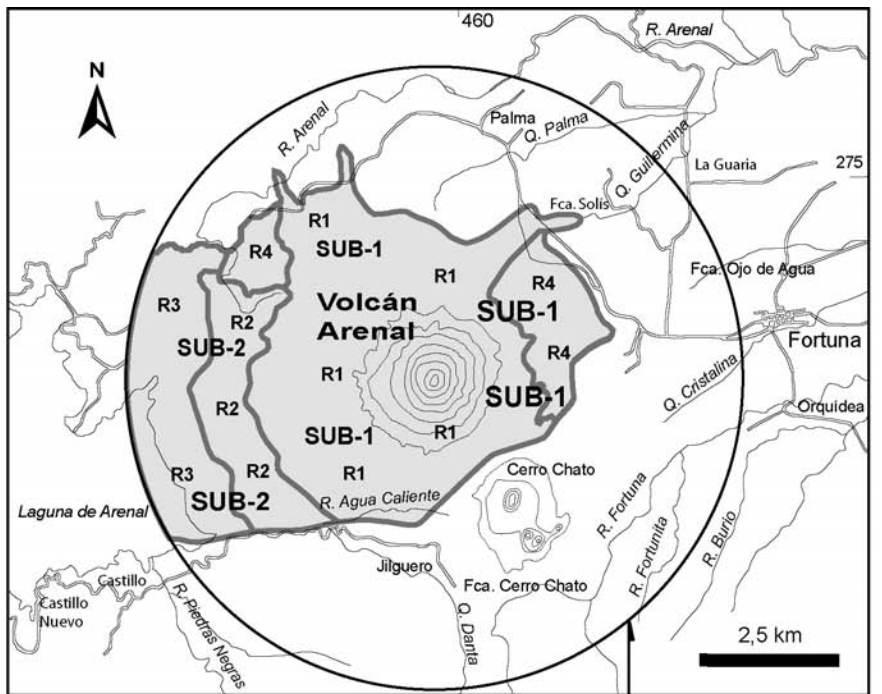 460
R. Arenal
N
Palma
Q. Palma
R. Arenal
Q. Guillermina
La Guaria
275
Fca. Solís
R1
SUB-1
R4
R1
R4
Fca. Ojo de Agua
R3
Volcán
Arenal
SUB-1
R2
SUB-2
R4
Fortuna
R1
Q. Cristalina
SUB-1
R2
Orquídea
SUB-1
R1
R3
R2
R1
Cerro Chato
SUB-2
R. Agua Caliente
Laguna de Arenal
R. Fortuna
R. Fortunita
R. Burio
Jilguero
Castillo
Fca. Cerro Chato
Castillo
Nuevo
R. Piedras Negras
Q. Danta
2,5 km